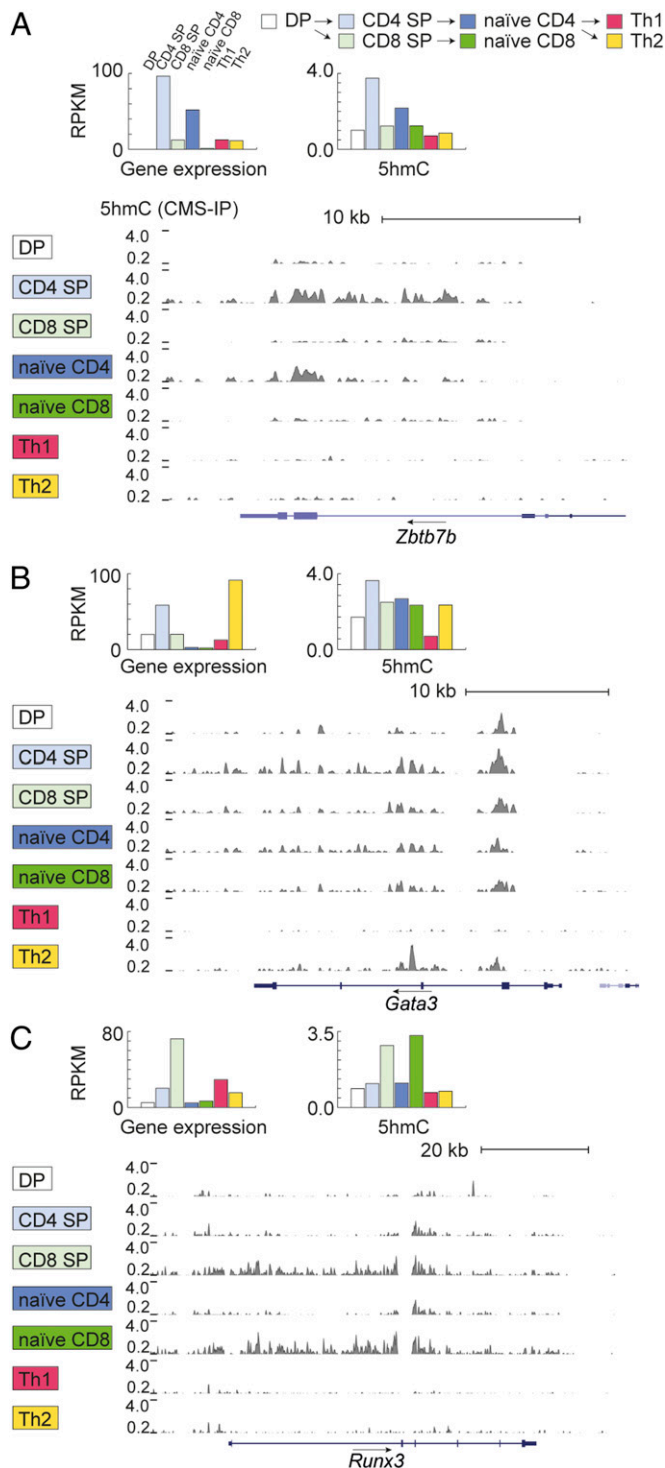 A
DP CD4 SP naïve CD4 Th1
CD8 SP naïve CD8 Th2
DP
CD4 SP
CD8 SP
naïve CD4
naïve CD8
Th1
Th2
RPKM
100
0
Gene expression
4.0
0.0
5hmC
5hmC (CMS-IP)
10 kb
DP 4.0 0.2
CD4 SP 4.0 0.2
CD8 SP 4.0 0.2
naïve CD4 4.0 0.2
naïve CD8 4.0 0.2
Th1 4.0 0.2
Th2 4.0 0.2
Zbtb7b
B
RPKM
100
0
Gene expression
4.0
0.0
5hmC
10 kb
DP 4.0 0.2
CD4 SP 4.0 0.2
CD8 SP 4.0 0.2
naïve CD4 4.0 0.2
naïve CD8 4.0 0.2
Th1 4.0 0.2
Th2 4.0 0.2
Gata3
C
RPKM
80
0
Gene expression
3.5
0.0
5hmC
20 kb
DP 4.0 0.2
CD4 SP 4.0 0.2
CD8 SP 4.0 0.2
naïve CD4 4.0 0.2
naïve CD8 4.0 0.2
Th1 4.0 0.2
Th2 4.0 0.2
Runx3